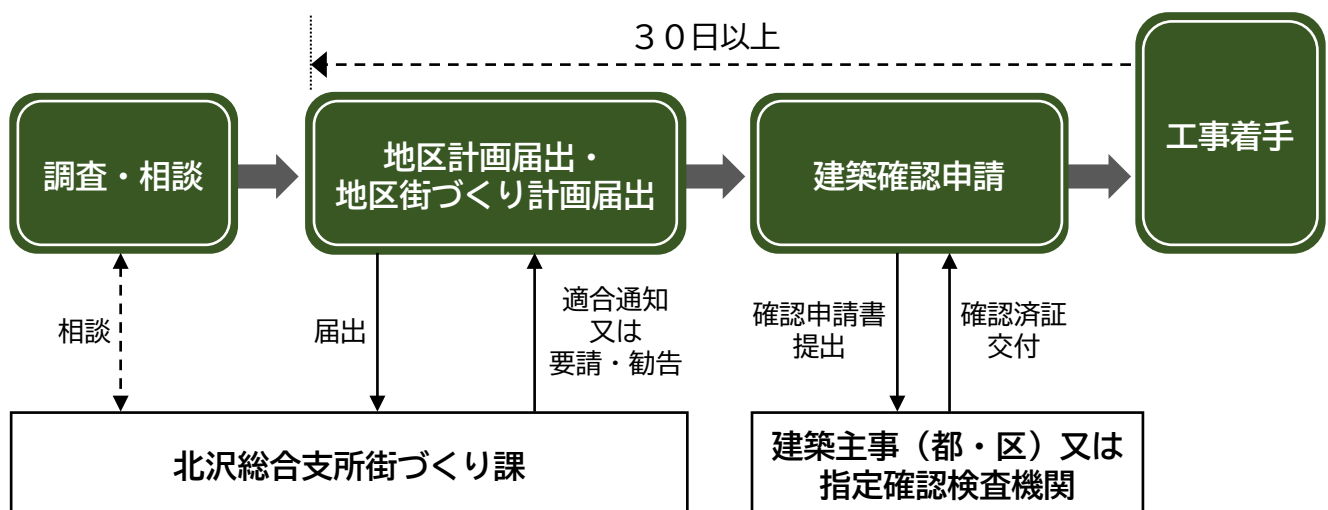 ３０日以上
調査・相談
地区計画届出・
地区街づくり計画届出
建築確認申請
工事着手
相談
届出
適合通知
又は
要請・勧告
確認申請書
提出
確認済証
交付
北沢総合支所街づくり課
建築主事（都・区）又は
指定確認検査機関